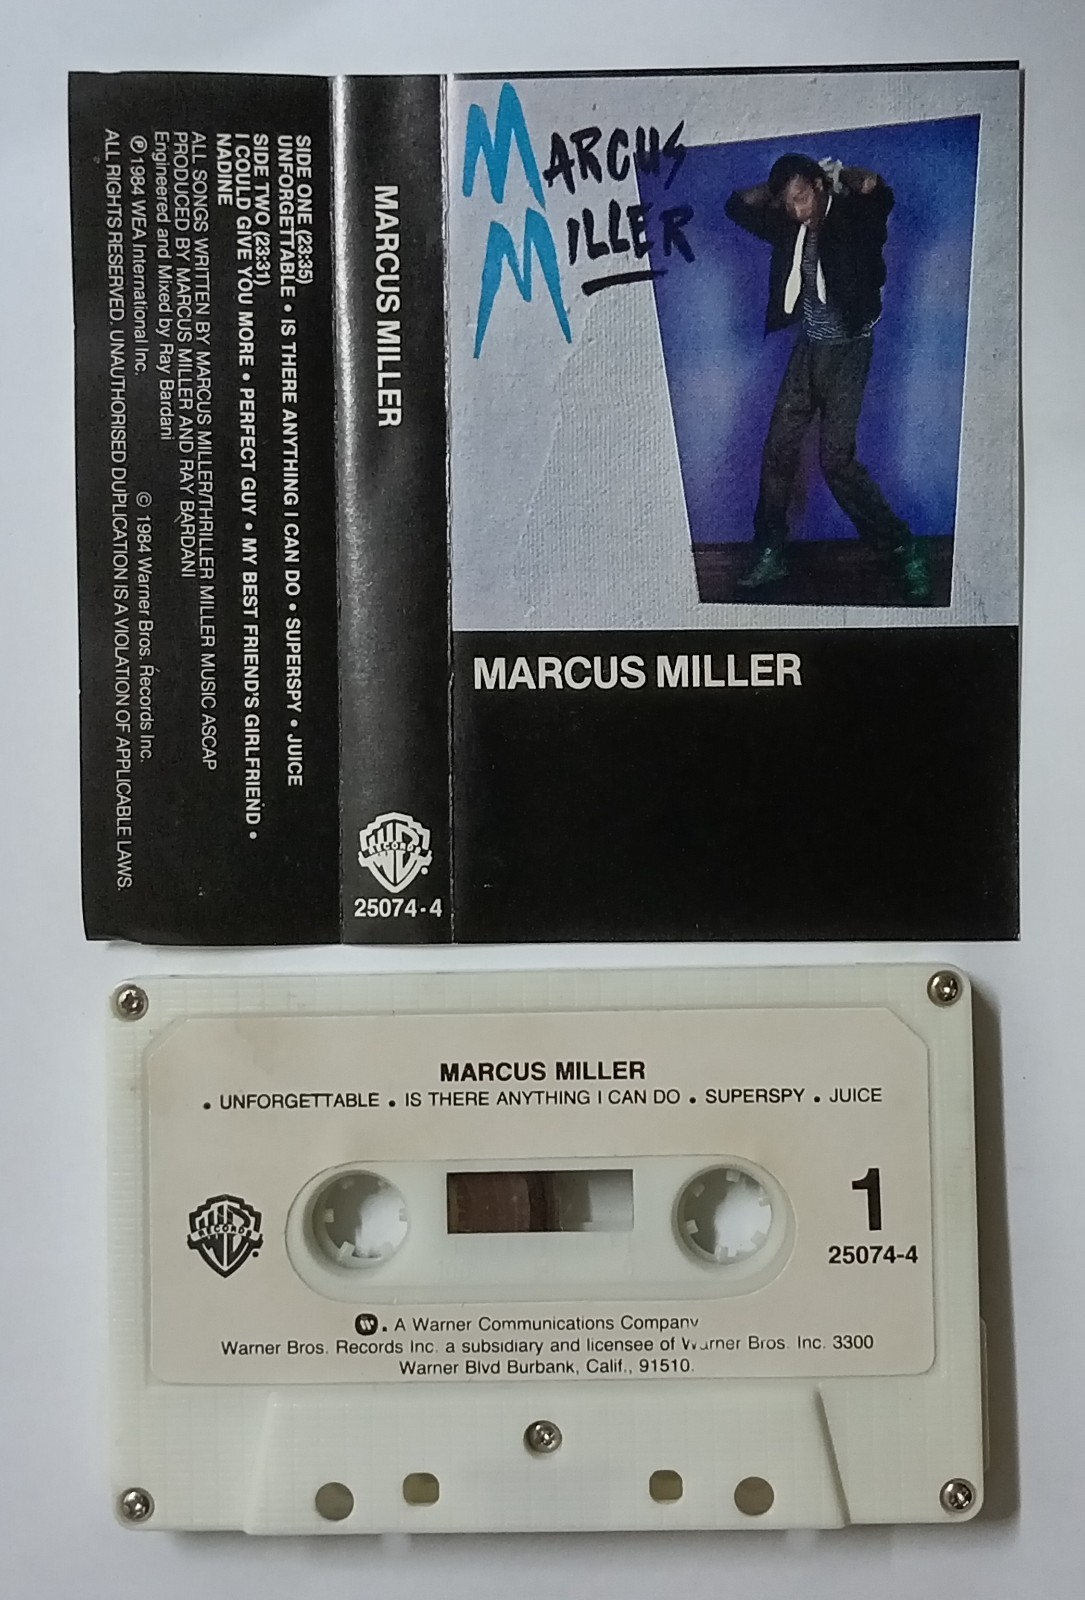 MARCUS
MILLER
MARCUS MILLER
MARCUS MILLER
RECORDS
25074-4
SIDE ONE (23:35)
UNFORGETTABLE • IS THERE ANYTHING I CAN DO • SUPERSPY • JUICE
SIDE TWO (23:31)
I COULD GIVE YOU MORE • PERFECT GUY • MY BEST FRIEND'S GIRLFRIEND •
NADINE
ALL SONGS WRITTEN BY MARCUS MILLER/THRILLER MILLER MUSIC ASCAP
PRODUCED BY MARCUS MILLER AND RAY BARDANI
Engineered and Mixed by Ray Bardani
℗ 1984 WEA International Inc. © 1984 Warner Bros. Records Inc.
ALL RIGHTS RESERVED. UNAUTHORISED DUPLICATION IS A VIOLATION OF APPLICABLE LAWS.
MARCUS MILLER
• UNFORGETTABLE • IS THERE ANYTHING I CAN DO • SUPERSPY • JUICE
RECORDS
1
25074-4
. A Warner Communications Company
Warner Bros. Records Inc. a subsidiary and licensee of Warner Bros. Inc. 3300
Warner Blvd Burbank, Calif., 91510.